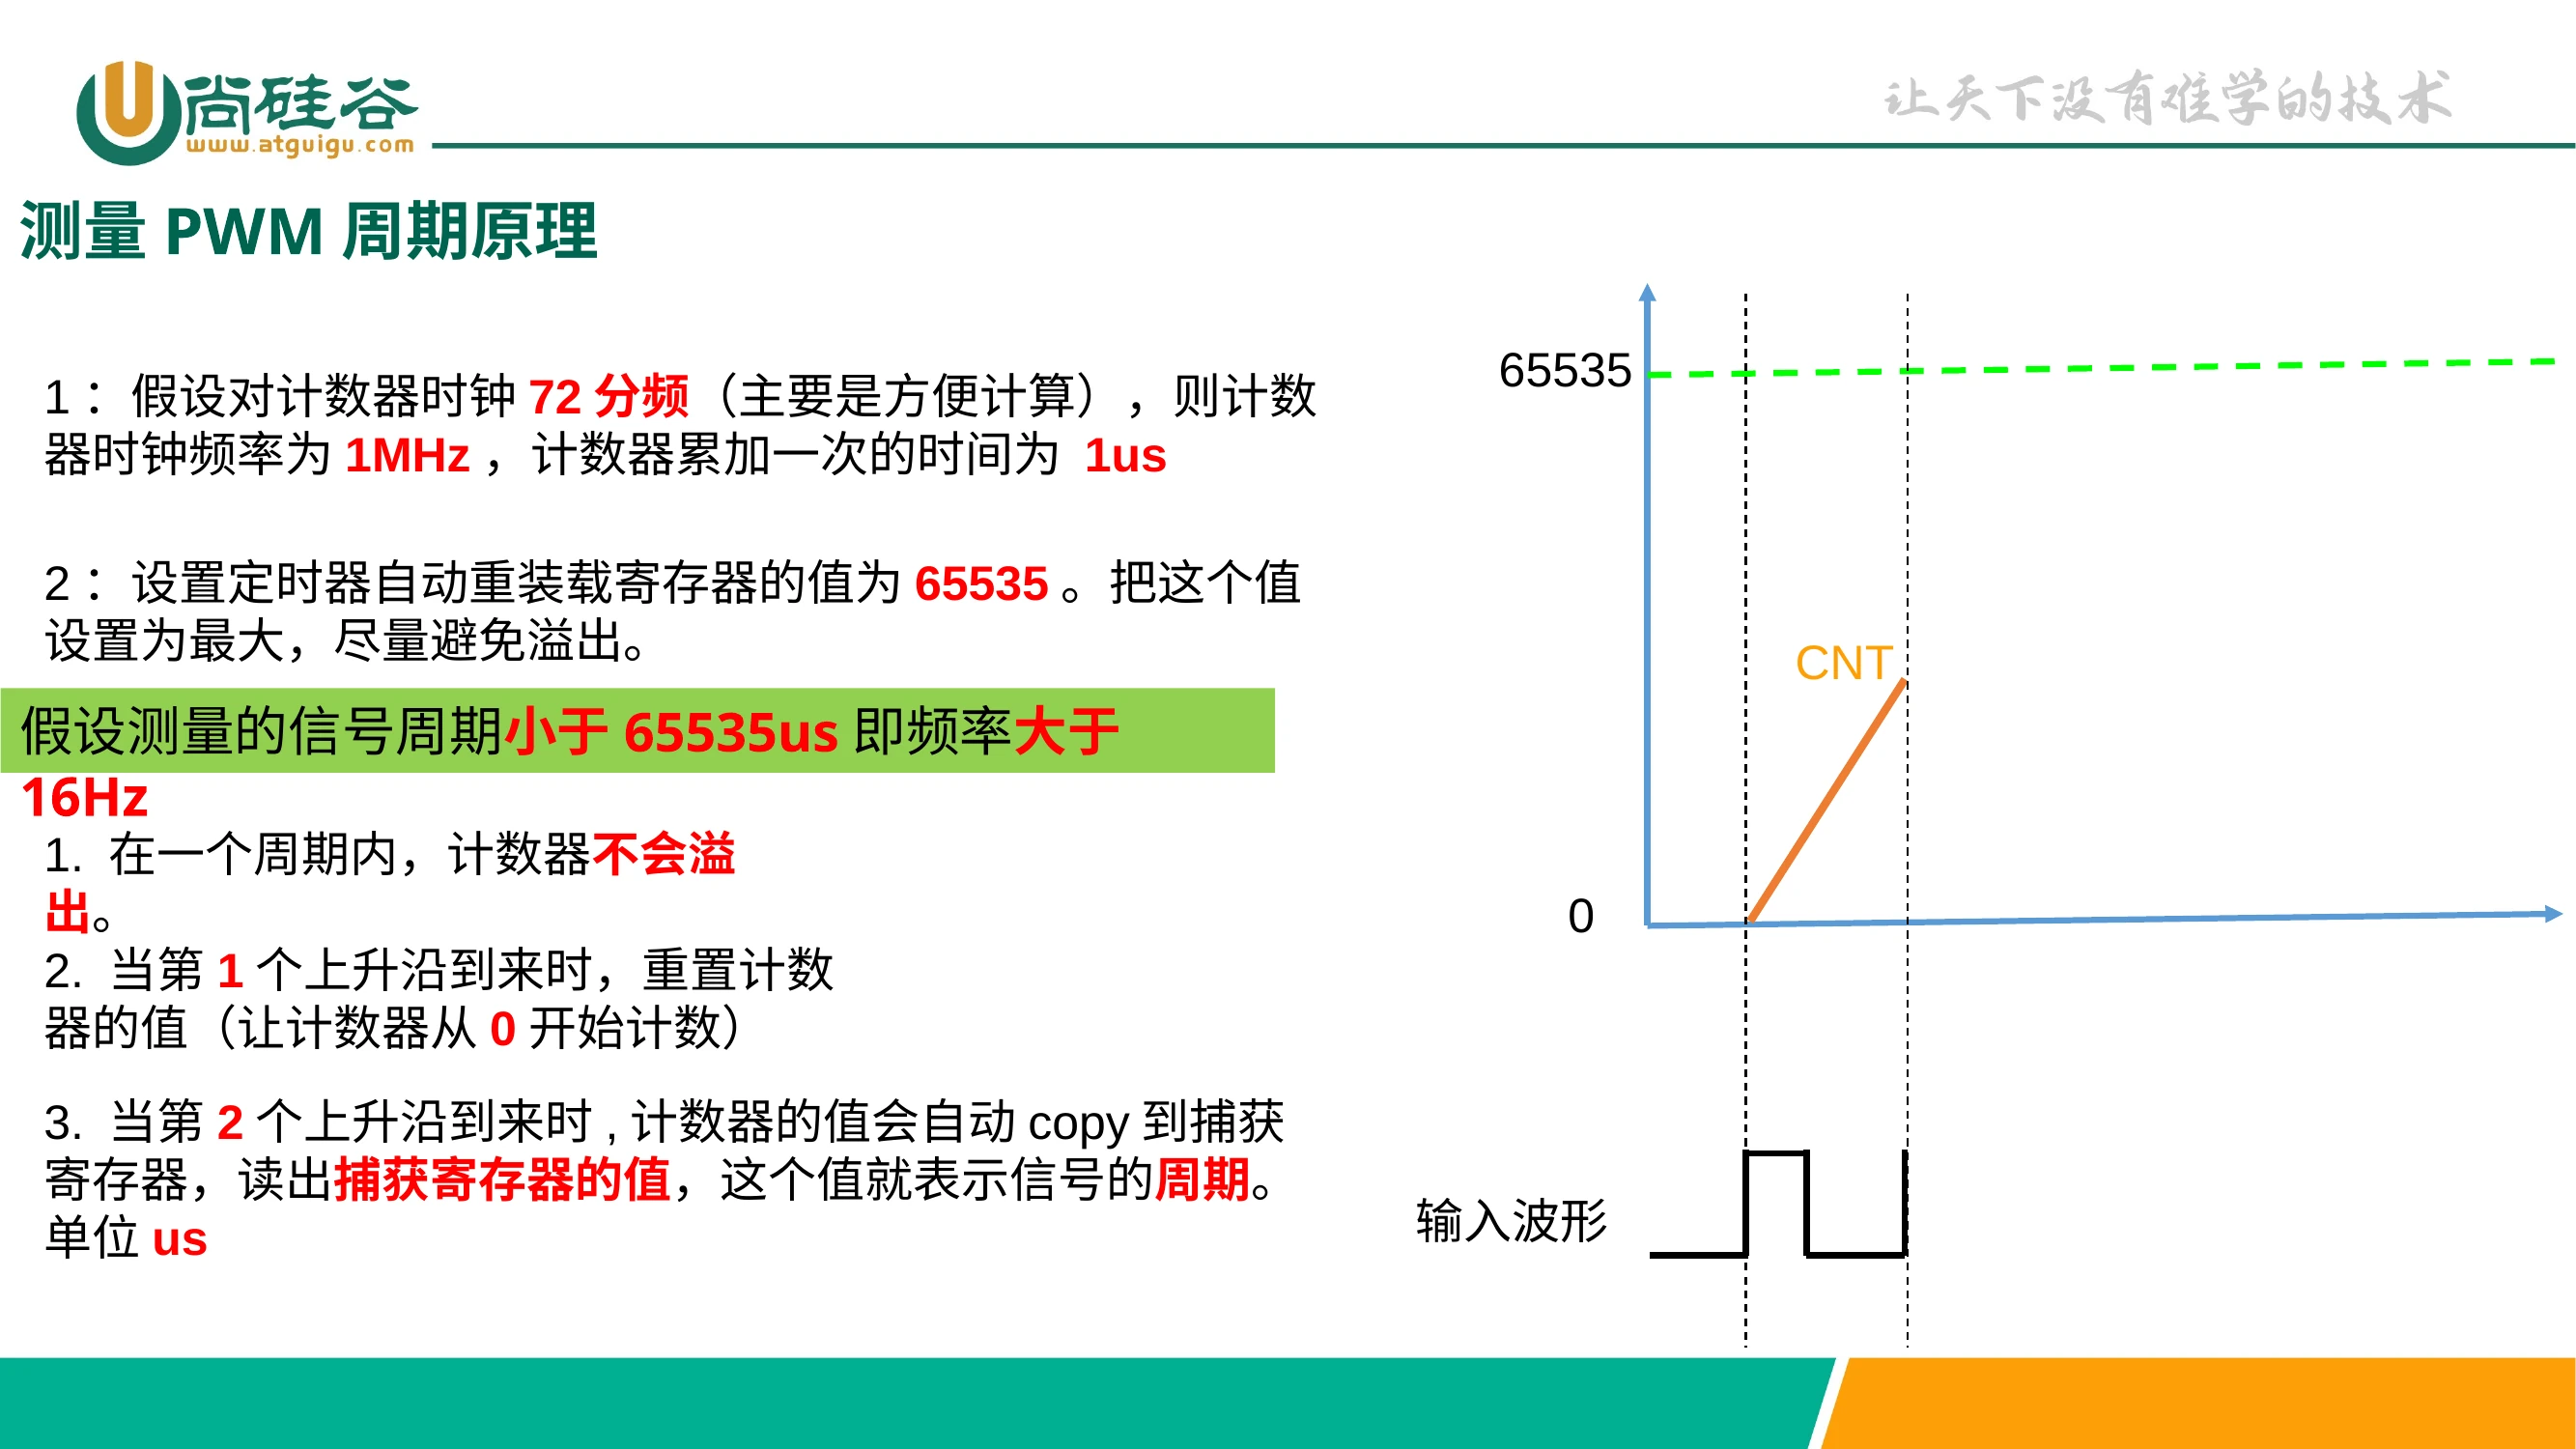 尚硅谷
www.atguigu.com
让天下没有难学的技术
测量 PWM 周期原理
1：假设对计数器时钟 72 分频（主要是方便计算），则计数
器时钟频率为 1MHz，计数器累加一次的时间为 1us
2：设置定时器自动重装载寄存器的值为 65535。把这个值
设置为最大，尽量避免溢出。
假设测量的信号周期小于 65535us 即频率大于
16Hz
1. 在一个周期内，计数器不会溢
出。
2. 当第 1 个上升沿到来时，重置计数
器的值（让计数器从 0 开始计数）
3. 当第 2 个上升沿到来时 , 计数器的值会自动 copy 到捕获
寄存器，读出捕获寄存器的值，这个值就表示信号的周期。
单位 us
65535
CNT
0
输入波形